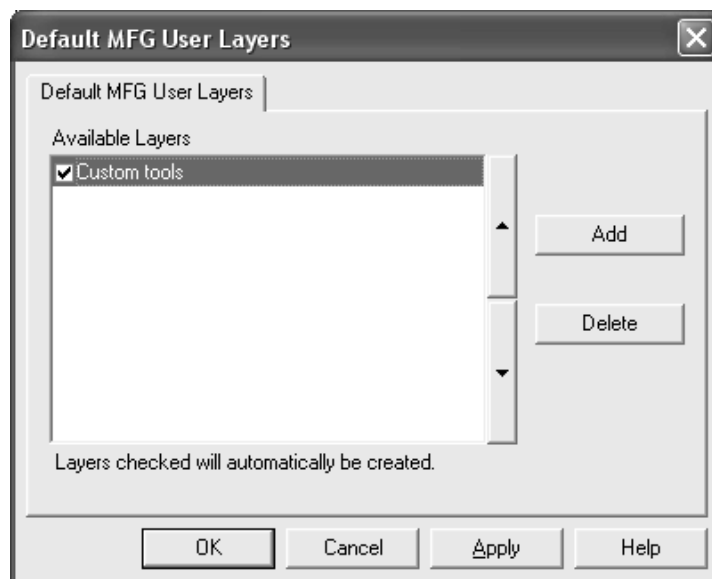 Default MFG User Layers
Default MFG User Layers
Available Layers
Custom tools
Add
Delete
Layers checked will automatically be created.
OK
Cancel
Apply
Help